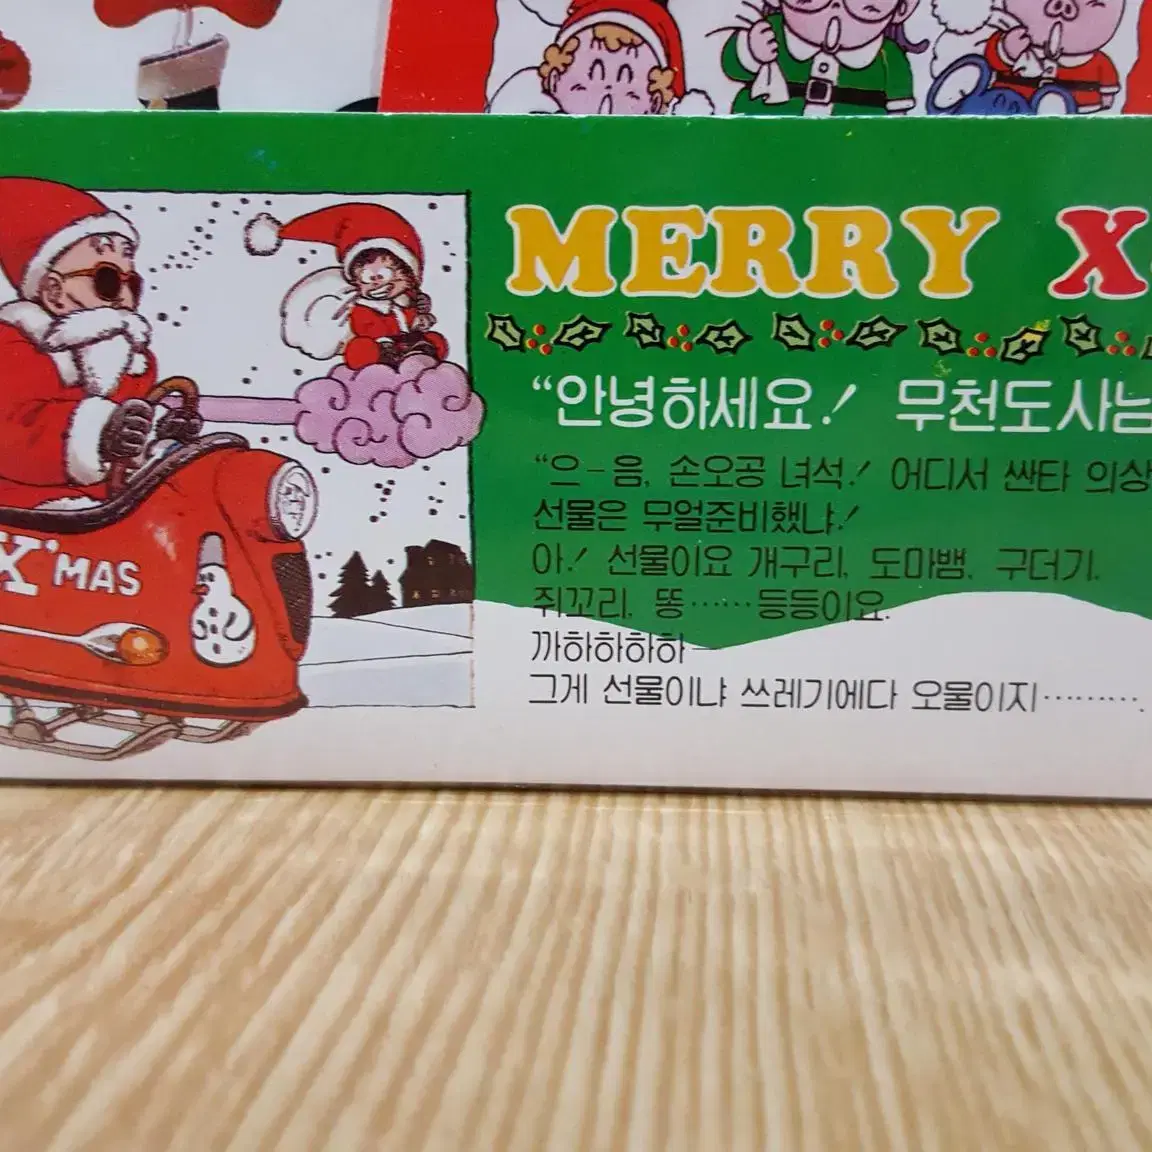 MERRY X
X'MAS
“안녕하세요! 무천도사님
“으–음, 손오공 녀석! 어디서 싼타 의상
선물은 무얼준비했냐!
아! 선물이요 개구리, 도마뱀, 구더기,
쥐꼬리, 똥……등등이요.
까하하하하—
그게 선물이냐 쓰레기에다 오물이지………